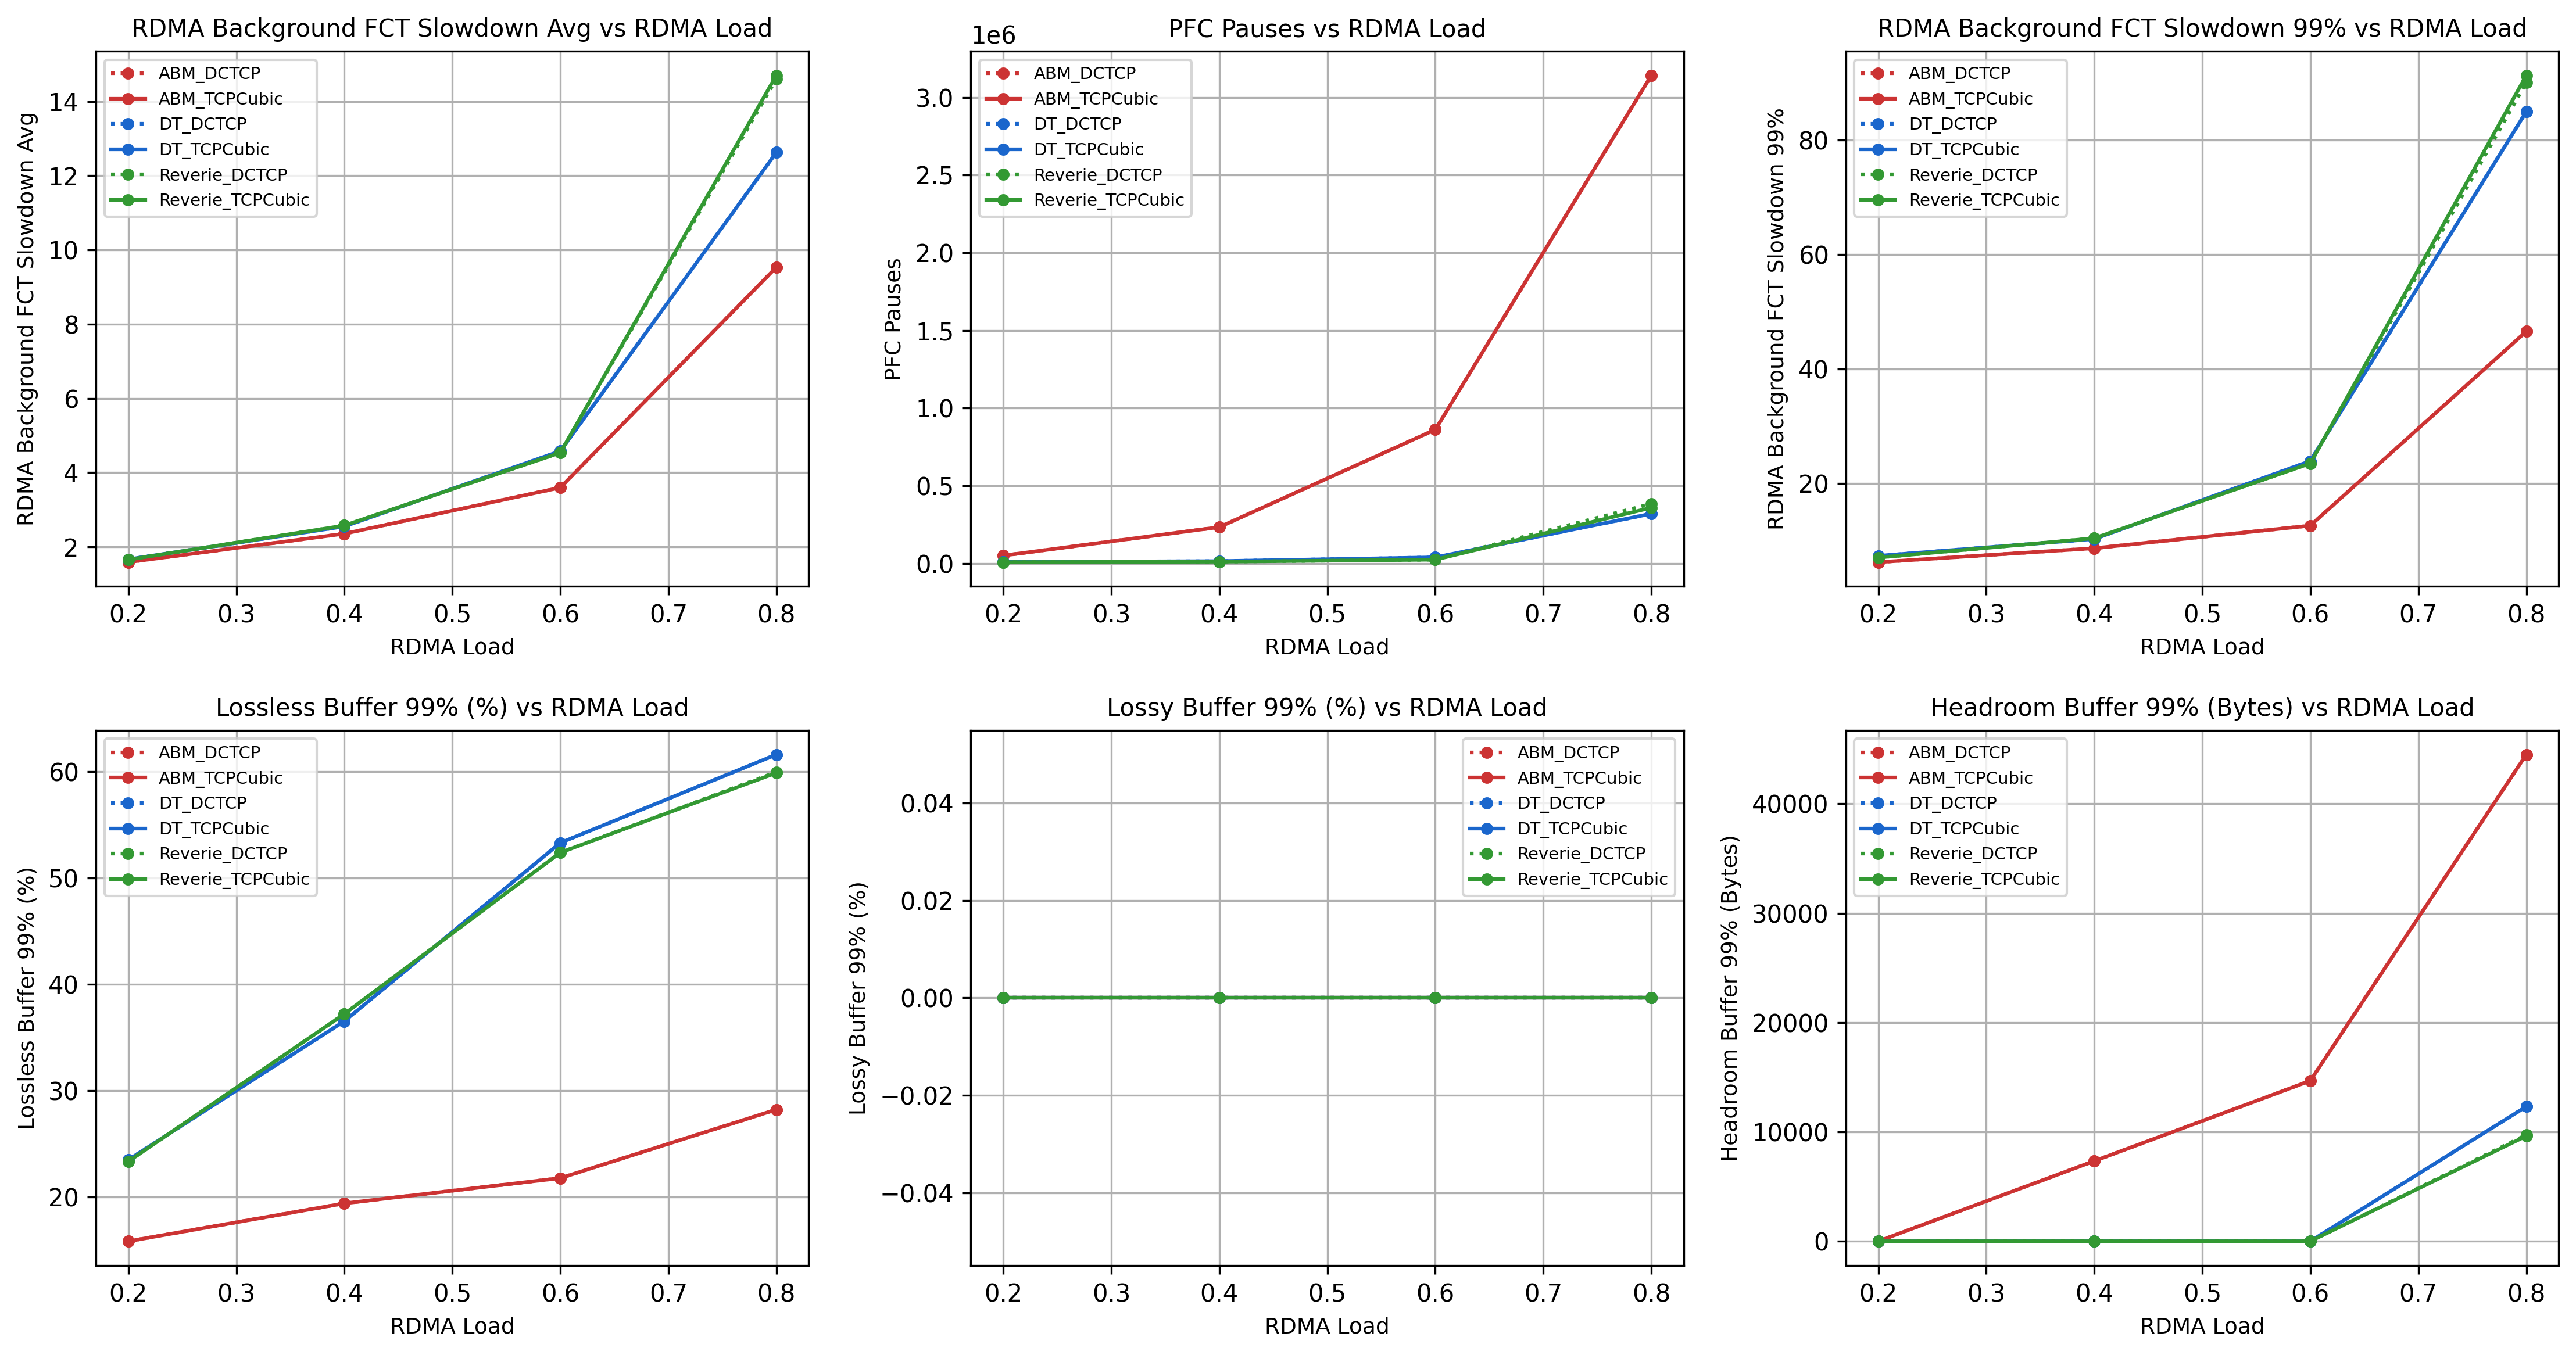 RDMA Background FCT Slowdown Avg vs RDMA Load
RDMA Background FCT Slowdown Avg
14
12
10
8
6
4
2
ABM_DCTCP
ABM_TCPCubic
DT_DCTCP
DT_TCPCubic
Reverie_DCTCP
Reverie_TCPCubic
0.2 0.3 0.4 0.5 0.6 0.7 0.8
RDMA Load
PFC Pauses vs RDMA Load
1e6
PFC Pauses
3.0
2.5
2.0
1.5
1.0
0.5
0.0
ABM_DCTCP
ABM_TCPCubic
DT_DCTCP
DT_TCPCubic
Reverie_DCTCP
Reverie_TCPCubic
0.2 0.3 0.4 0.5 0.6 0.7 0.8
RDMA Load
RDMA Background FCT Slowdown 99% vs RDMA Load
RDMA Background FCT Slowdown 99%
80
60
40
20
ABM_DCTCP
ABM_TCPCubic
DT_DCTCP
DT_TCPCubic
Reverie_DCTCP
Reverie_TCPCubic
0.2 0.3 0.4 0.5 0.6 0.7 0.8
RDMA Load
Lossless Buffer 99% (%) vs RDMA Load
Lossless Buffer 99% (%)
60
50
40
30
20
ABM_DCTCP
ABM_TCPCubic
DT_DCTCP
DT_TCPCubic
Reverie_DCTCP
Reverie_TCPCubic
0.2 0.3 0.4 0.5 0.6 0.7 0.8
RDMA Load
Lossy Buffer 99% (%) vs RDMA Load
Lossy Buffer 99% (%)
0.04
0.02
0.00
−0.02
−0.04
ABM_DCTCP
ABM_TCPCubic
DT_DCTCP
DT_TCPCubic
Reverie_DCTCP
Reverie_TCPCubic
0.2 0.3 0.4 0.5 0.6 0.7 0.8
RDMA Load
Headroom Buffer 99% (Bytes) vs RDMA Load
Headroom Buffer 99% (Bytes)
40000
30000
20000
10000
0
ABM_DCTCP
ABM_TCPCubic
DT_DCTCP
DT_TCPCubic
Reverie_DCTCP
Reverie_TCPCubic
0.2 0.3 0.4 0.5 0.6 0.7 0.8
RDMA Load